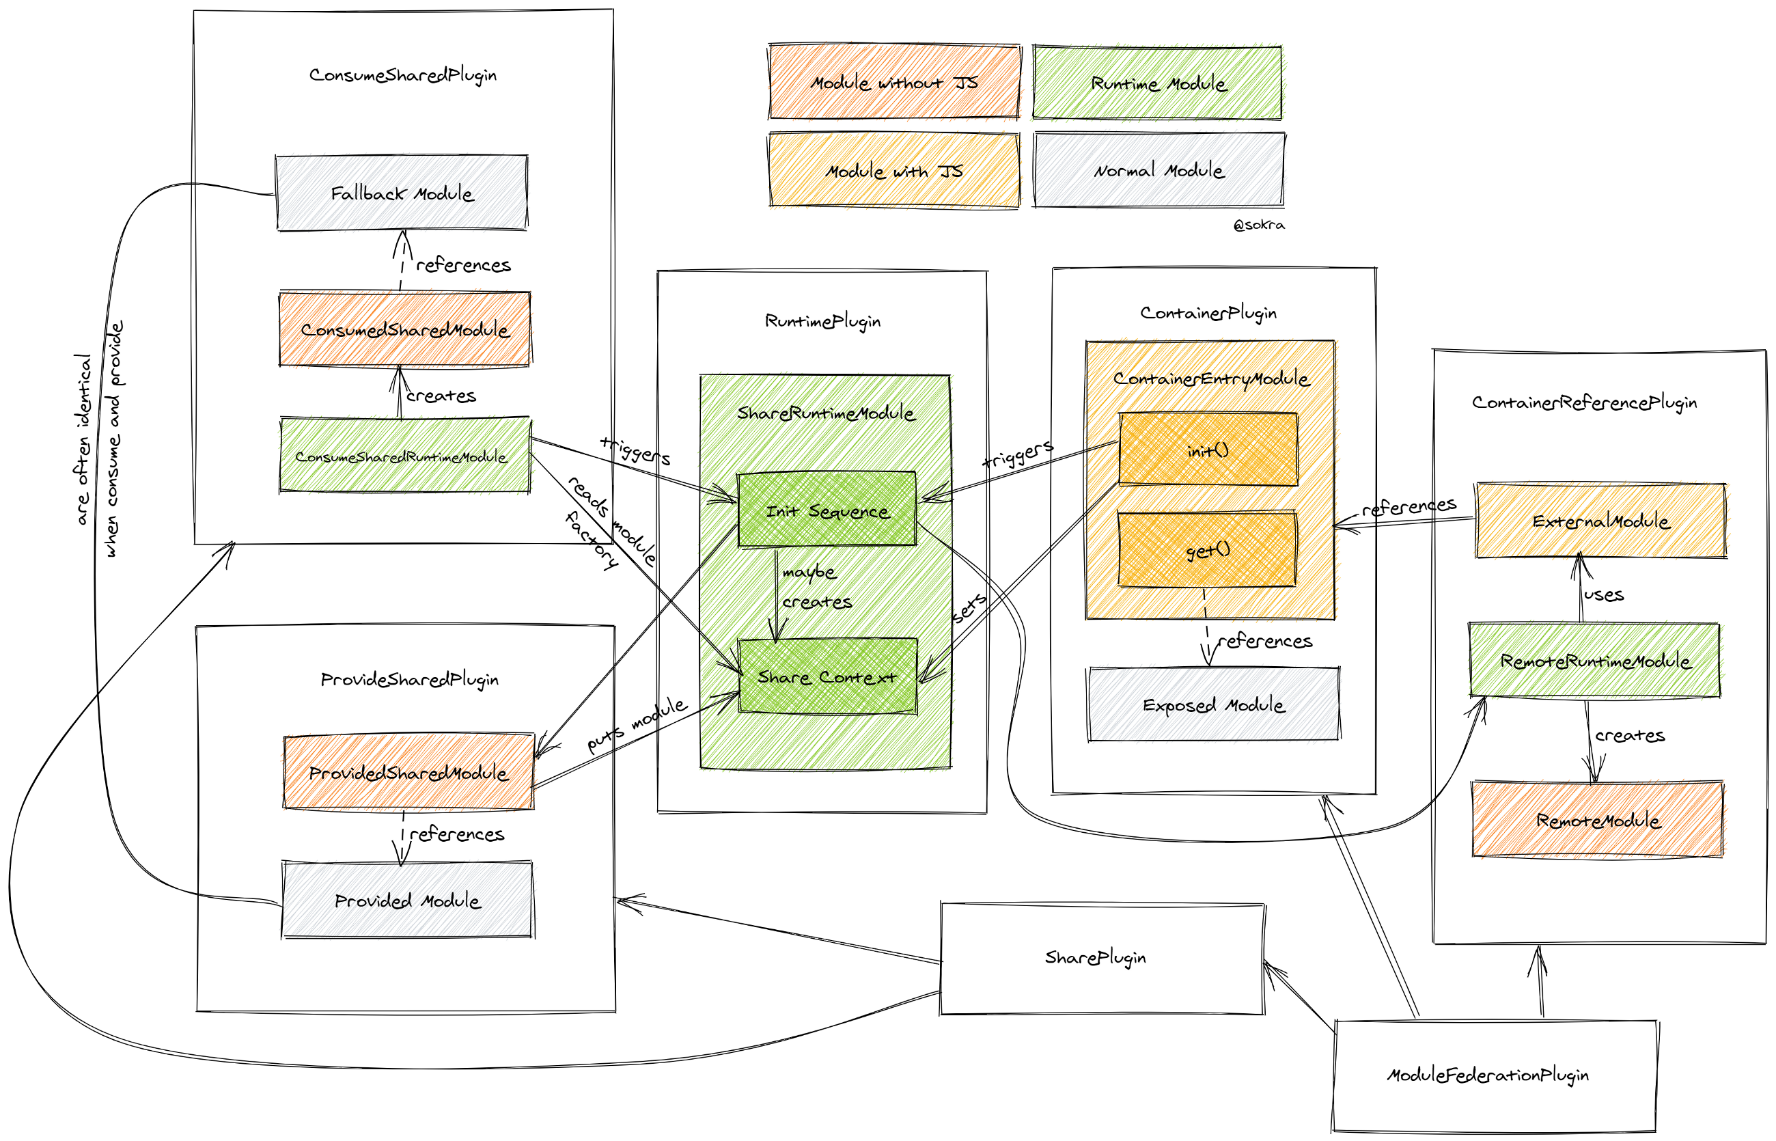 ConsumeSharedPlugin
Fallback Module
references
ConsumedSharedModule
creates
ConsumeSharedRuntimeModule
are often identical
when consume and provide
Module without JS
Runtime Module
Module with JS
Normal Module
@sokra
RuntimePlugin
ShareRuntimeModule
triggers
Init Sequence
reads module
factory
maybe
creates
Share Context
puts module
ContainerPlugin
ContainerEntryModule
init()
triggers
get()
sets
references
Exposed Module
ContainerReferencePlugin
references
ExternalModule
uses
RemoteRuntimeModule
creates
RemoteModule
ProvideSharedPlugin
ProvidedSharedModule
references
Provided Module
SharePlugin
ModuleFederationPlugin